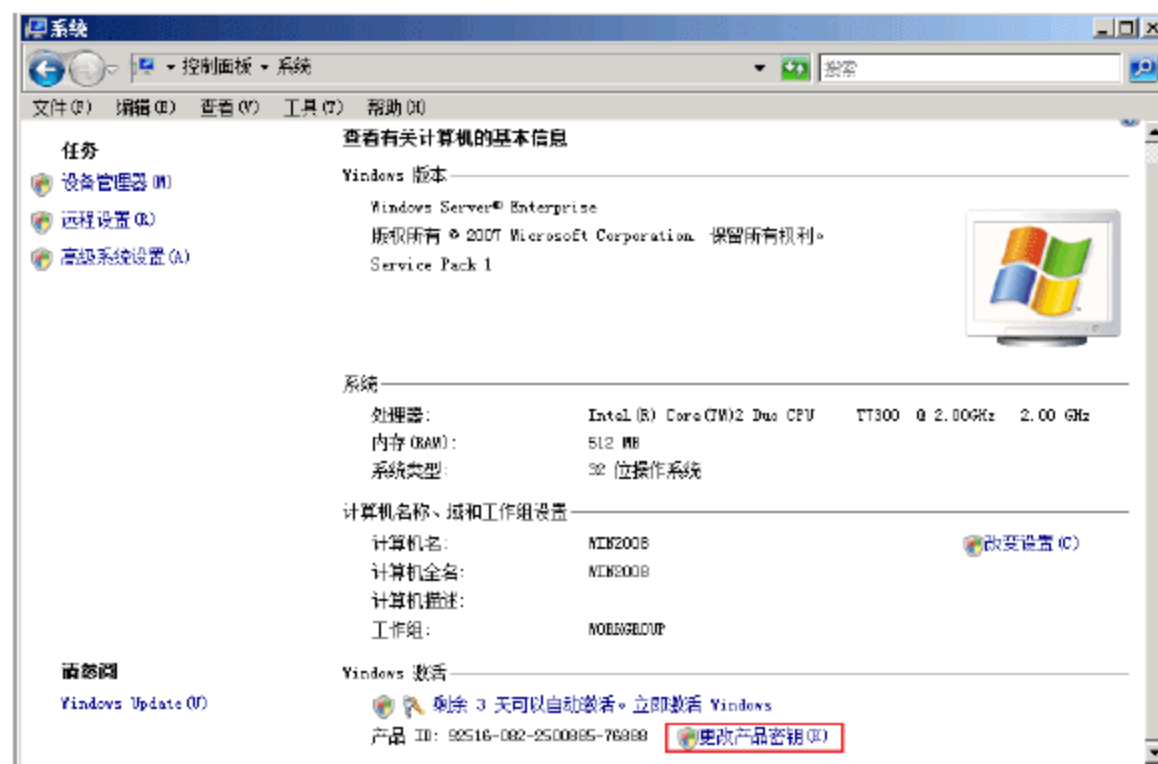 系统
控制面板 系统
搜索
文件(F) 编辑(E) 查看(V) 工具(T) 帮助(H)
任务
设备管理器(M)
远程设置(R)
高级系统设置(A)
查看有关计算机的基本信息
Windows 版本
Windows Server® Enterprise
版权所有 © 2007 Microsoft Corporation. 保留所有权利。
Service Pack 1
系统
处理器: Intel(R) Core(TM)2 Duo CPU T7300 @ 2.00GHz 2.00 GHz
内存(RAM): 512 MB
系统类型: 32 位操作系统
计算机名称、域和工作组设置
计算机名: WIN2008
改变设置(C)
计算机全名: WIN2008
计算机描述:
工作组: WORKGROUP
请参阅
Windows Update(U)
Windows 激活
剩余 3 天可以自动激活。立即激活 Windows
产品 ID: 92516-082-2500885-76888 更改产品密钥(K)